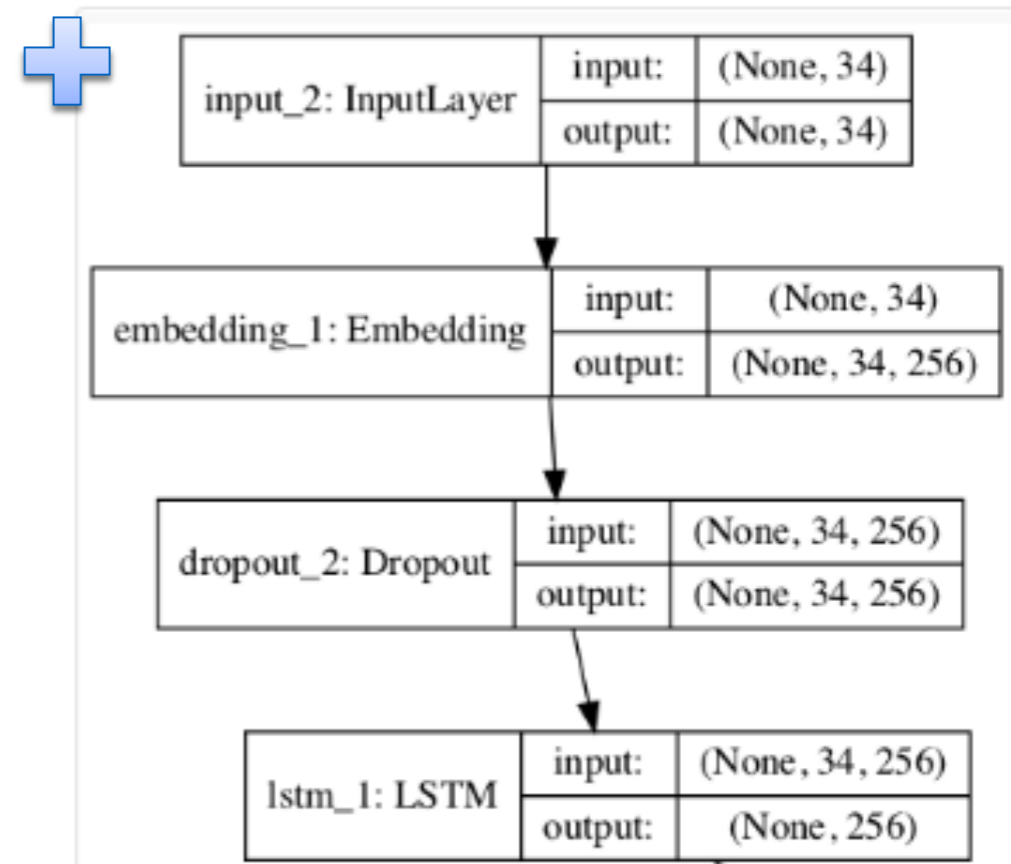 input_2: InputLayer
input: (None, 34)
output: (None, 34)
embedding_1: Embedding
input: (None, 34)
output: (None, 34, 256)
dropout_2: Dropout
input: (None, 34, 256)
output: (None, 34, 256)
lstm_1: LSTM
input: (None, 34, 256)
output: (None, 256)